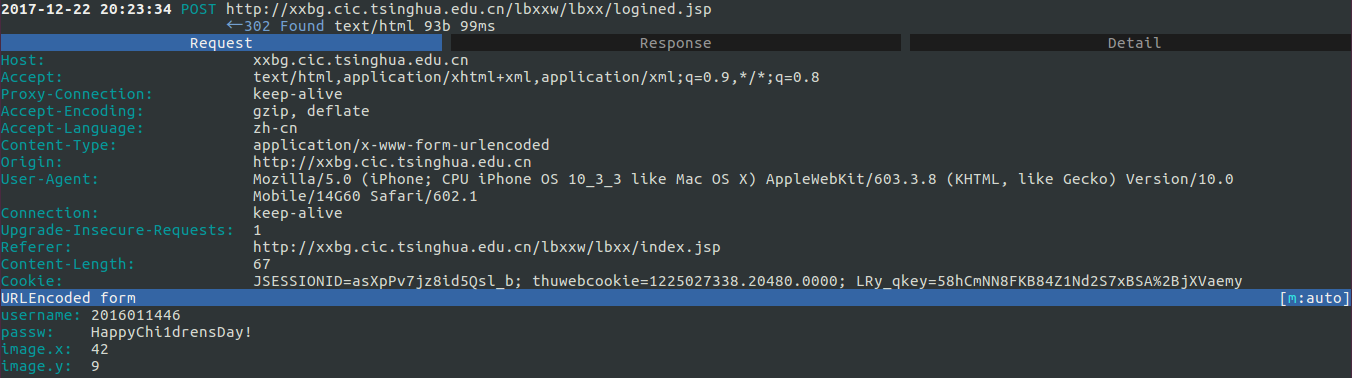 2017-12-22 20:23:34 POST http://xxbg.cic.tsinghua.edu.cn/lbxxw/lbxx/logined.jsp
←302 Found text/html 93b 99ms
Request Response Detail
Host: xxbg.cic.tsinghua.edu.cn
Accept: text/html,application/xhtml+xml,application/xml;q=0.9,*/*;q=0.8
Proxy-Connection: keep-alive
Accept-Encoding: gzip, deflate
Accept-Language: zh-cn
Content-Type: application/x-www-form-urlencoded
Origin: http://xxbg.cic.tsinghua.edu.cn
User-Agent: Mozilla/5.0 (iPhone; CPU iPhone OS 10_3_3 like Mac OS X) AppleWebKit/603.3.8 (KHTML, like Gecko) Version/10.0
Mobile/14G60 Safari/602.1
Connection: keep-alive
Upgrade-Insecure-Requests: 1
Referer: http://xxbg.cic.tsinghua.edu.cn/lbxxw/lbxx/index.jsp
Content-Length: 67
Cookie: JSESSIONID=asXpPv7jz8id5Qsl_b; thuwebcookie=1225027338.20480.0000; LRy_qkey=58hCmNN8FKB84Z1Nd2S7xBSA%2BjXVaemy
URLEncoded form [m:auto]
username: 2016011446
passw: HappyChi1drensDay!
image.x: 42
image.y: 9